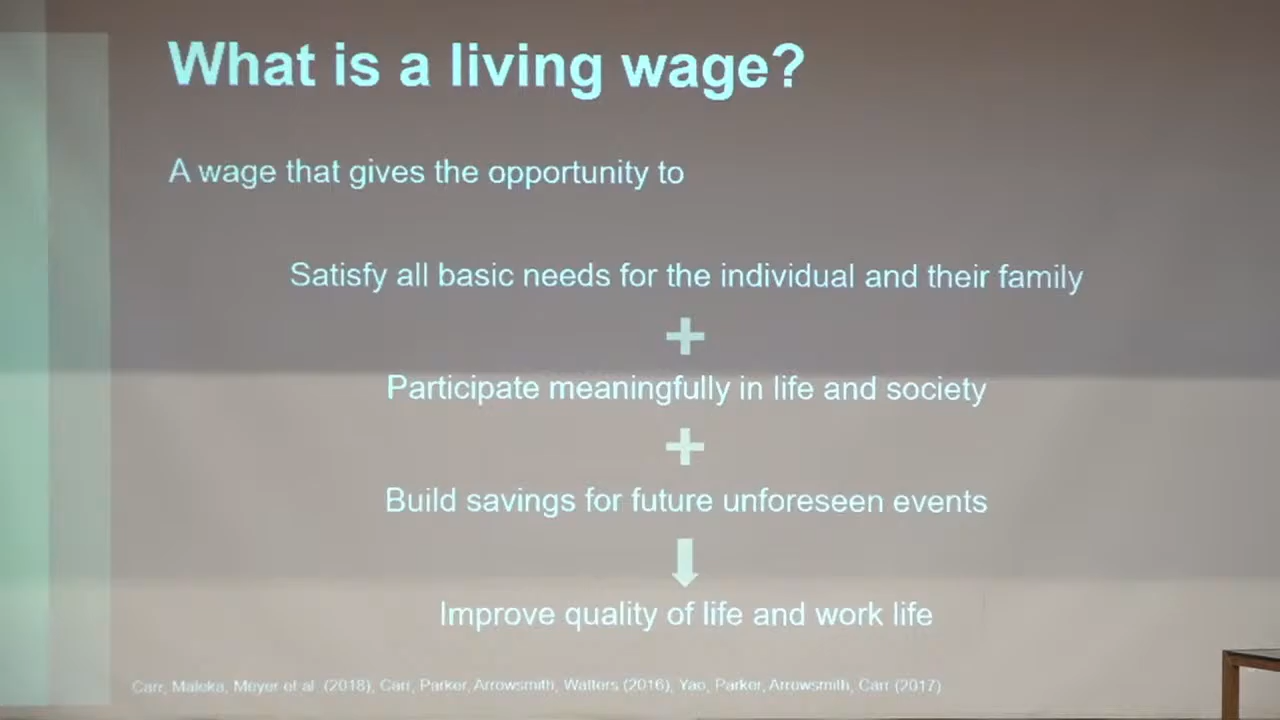 What is a living wage?
A wage that gives the opportunity to
Satisfy all basic needs for the individual and their family
+
Participate meaningfully in life and society
+
Build savings for future unforeseen events
Improve quality of life and work life
Carr, Maleka, Meyer et al. (2018), Carr, Parker, Arrowsmith, Watters (2016), Yao, Parker, Arrowsmith, Carr (2017)